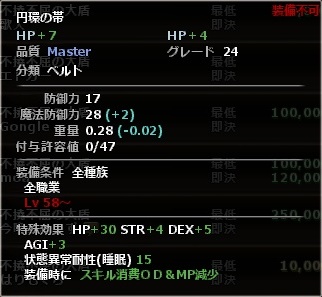 円環の帯
装備不可
HP+7 HP+4
品質 Master グレード 24
分類 ベルト
防御力 17
魔法防御力 28 (+2)
重量 0.28 (-0.02)
付与許容値 0/47
装備条件 全種族
全職業
Lv 58～
特殊効果 HP+30 STR+4 DEX+5
AGI+3
状態異常耐性(睡眠) 15
装備時に スキル消費OD&MP減少